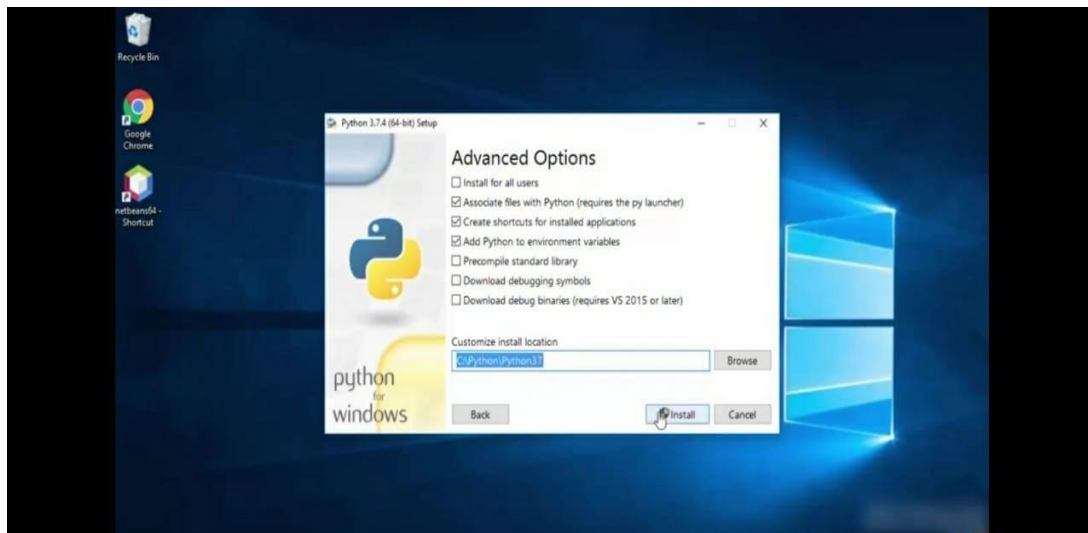 Recycle Bin
Google
Chrome
netbeans64 -
Shortcut
Python 3.7.4 (64-bit) Setup
Advanced Options
Install for all users
Associate files with Python (requires the py launcher)
Create shortcuts for installed applications
Add Python to environment variables
Precompile standard library
Download debugging symbols
Download debug binaries (requires VS 2015 or later)
Customize install location
C:\Python\Python37
Browse
python
for
windows
Back
Install
Cancel